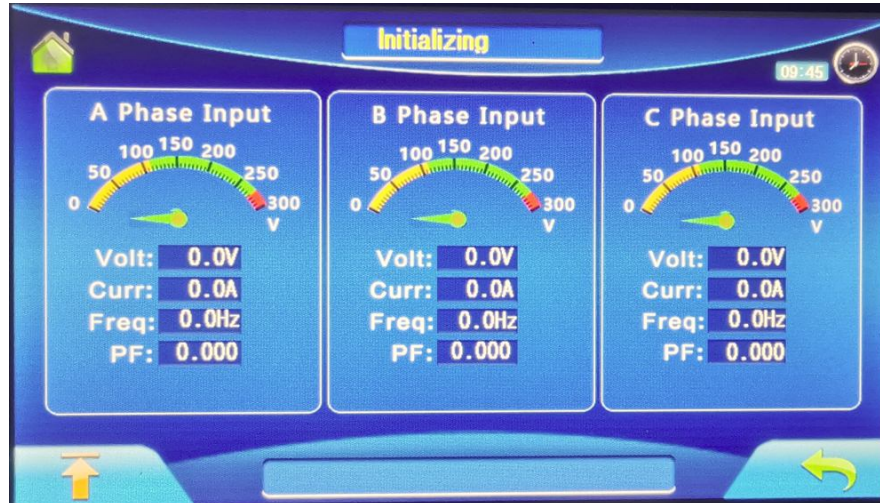 Initializing
09:45
A Phase Input
0 50 100 150 200 250 300
V
Volt: 0.0V
Curr: 0.0A
Freq: 0.0Hz
PF: 0.000
B Phase Input
0 50 100 150 200 250 300
V
Volt: 0.0V
Curr: 0.0A
Freq: 0.0Hz
PF: 0.000
C Phase Input
0 50 100 150 200 250 300
V
Volt: 0.0V
Curr: 0.0A
Freq: 0.0Hz
PF: 0.000